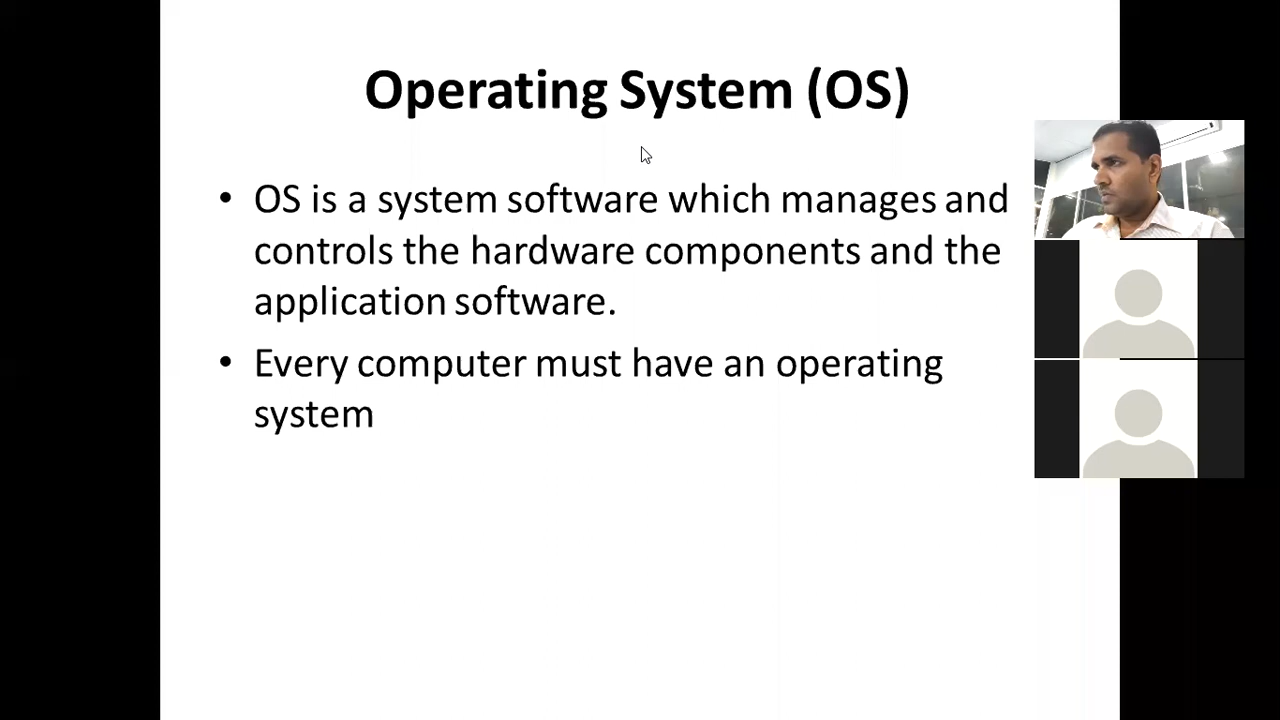 Operating System (OS)
• OS is a system software which manages and
controls the hardware components and the
application software.
• Every computer must have an operating
system